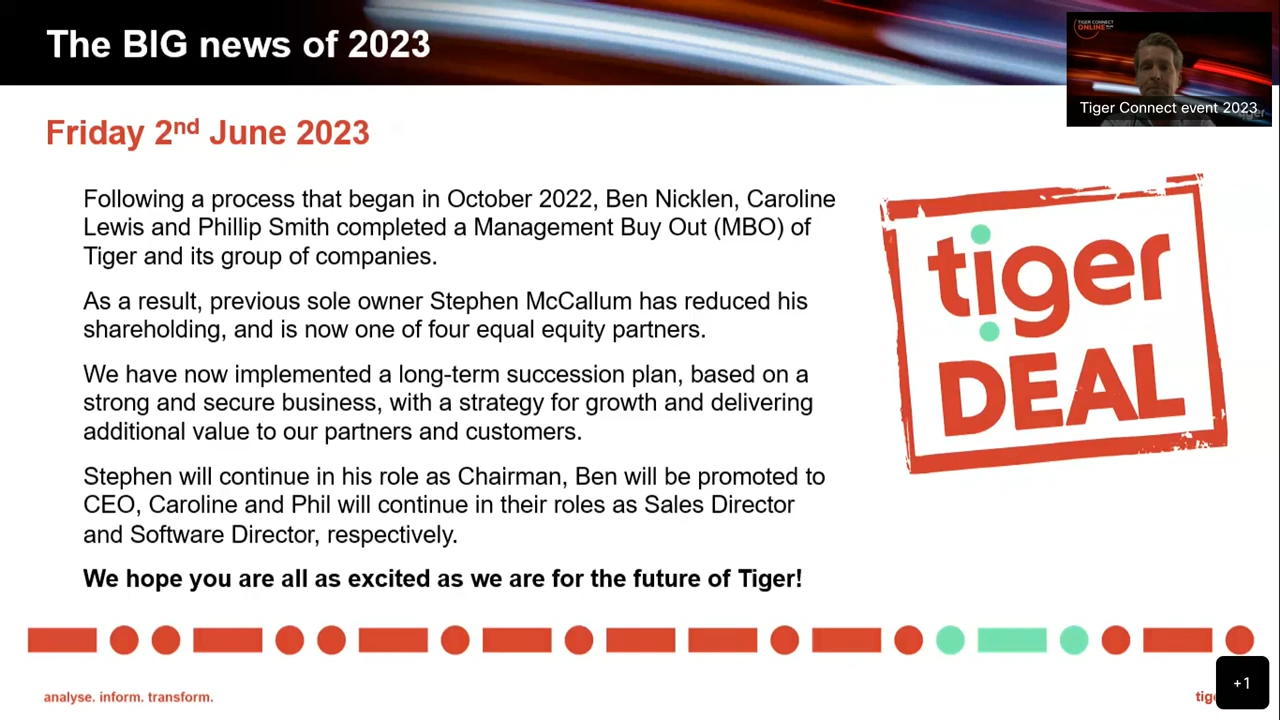 The BIG news of 2023
TIGER CONNECT
ONLINE
Tiger Connect event 2023
tiger
Friday 2nd June 2023
Following a process that began in October 2022, Ben Nicklen, Caroline
Lewis and Phillip Smith completed a Management Buy Out (MBO) of
Tiger and its group of companies.
As a result, previous sole owner Stephen McCallum has reduced his
shareholding, and is now one of four equal equity partners.
We have now implemented a long-term succession plan, based on a
strong and secure business, with a strategy for growth and delivering
additional value to our partners and customers.
Stephen will continue in his role as Chairman, Ben will be promoted to
CEO, Caroline and Phil will continue in their roles as Sales Director
and Software Director, respectively.
We hope you are all as excited as we are for the future of Tiger!
tiger
DEAL
analyse. inform. transform.
+1